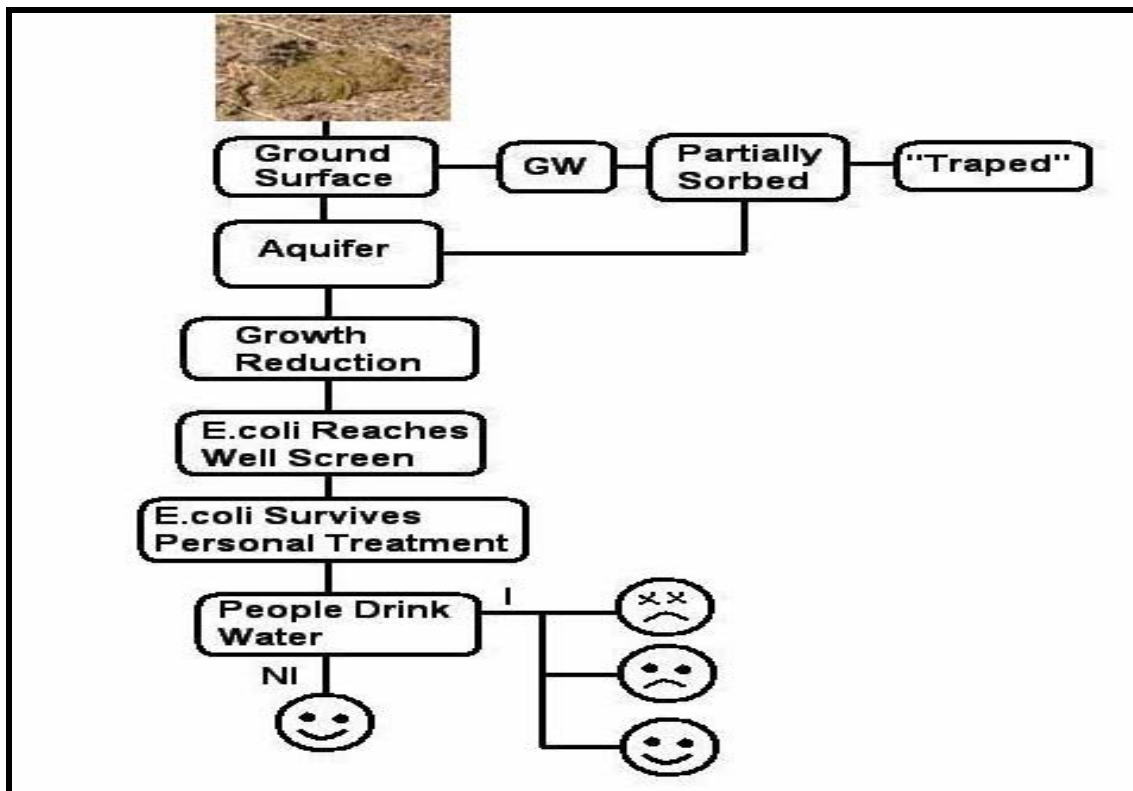 Ground
Surface
GW
Partially
Sorbed
"Traped"
Aquifer
Growth
Reduction
E.coli Reaches
Well Screen
E.coli Survives
Personal Treatment
People Drink
Water
I
NI